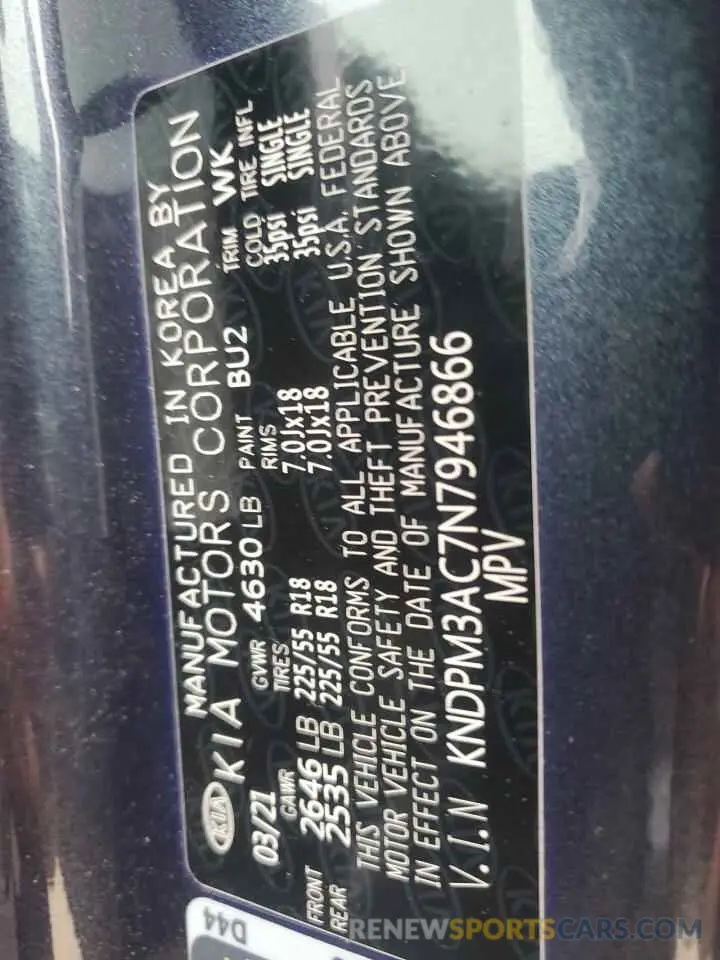 MANUFACTURED IN KOREA BY
KIA KIA MOTORS CORPORATION
03/21 GVWR 4630 LB PAINT BU2 TRIM WK
GAWR TIRES RIMS COLD TIRE INFL
FRONT 2646 LB 225/55 R18 7.0Jx18 35psi SINGLE
REAR 2535 LB 225/55 R18 7.0Jx18 35psi SINGLE
THIS VEHICLE CONFORMS TO ALL APPLICABLE U.S.A. FEDERAL
MOTOR VEHICLE SAFETY AND THEFT PREVENTION STANDARDS
IN EFFECT ON THE DATE OF MANUFACTURE SHOWN ABOVE.
V.I.N KNDPM3AC7N7946866
MPV
D44
RENEWSPORTSCARS.COM